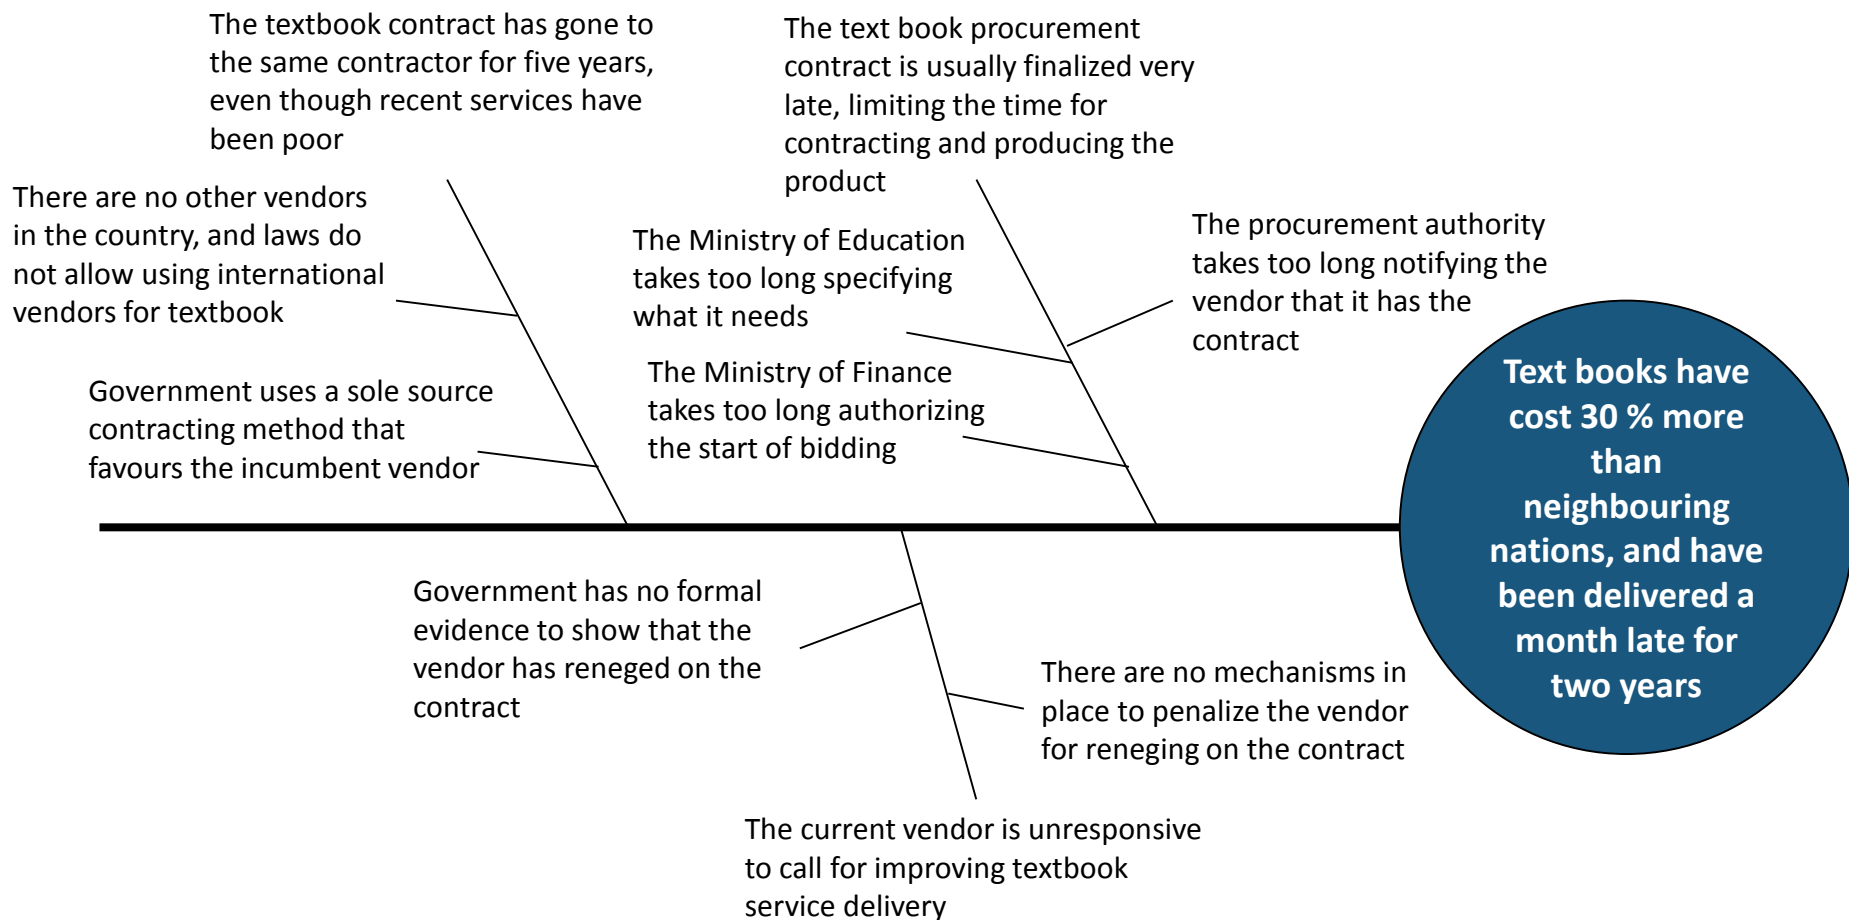 The textbook contract has gone to
the same contractor for five years,
even though recent services have
been poor
The text book procurement
contract is usually finalized very
late, limiting the time for
contracting and producing the
product
There are no other vendors
in the country, and laws do
not allow using international
vendors for textbook
The Ministry of Education
takes too long specifying
what it needs
The procurement authority
takes too long notifying the
vendor that it has the
contract
Government uses a sole source
contracting method that
favours the incumbent vendor
The Ministry of Finance
takes too long authorizing
the start of bidding
Text books have
cost 30 % more
than
neighbouring
nations, and have
been delivered a
month late for
two years
Government has no formal
evidence to show that the
vendor has reneged on the
contract
There are no mechanisms in
place to penalize the vendor
for reneging on the contract
The current vendor is unresponsive
to call for improving textbook
service delivery